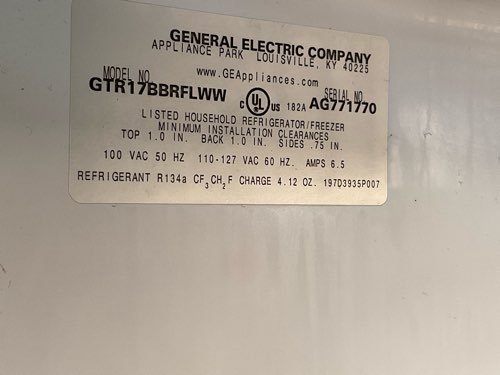 GENERAL ELECTRIC COMPANY
APPLIANCE PARK LOUISVILLE, KY 40225
MODEL NO. www.GEAppliances.com SERIAL NO.
GTR17BBRFLWW C UL US 182A AG771770
LISTED HOUSEHOLD REFRIGERATOR/FREEZER
MINIMUM INSTALLATION CLEARANCES
TOP 1.0 IN. BACK 1.0 IN. SIDES .75 IN.
100 VAC 50 HZ 110-127 VAC 60 HZ. AMPS 6.5
REFRIGERANT R134a CF3CH2F CHARGE 4.12 OZ. 197D3935P007